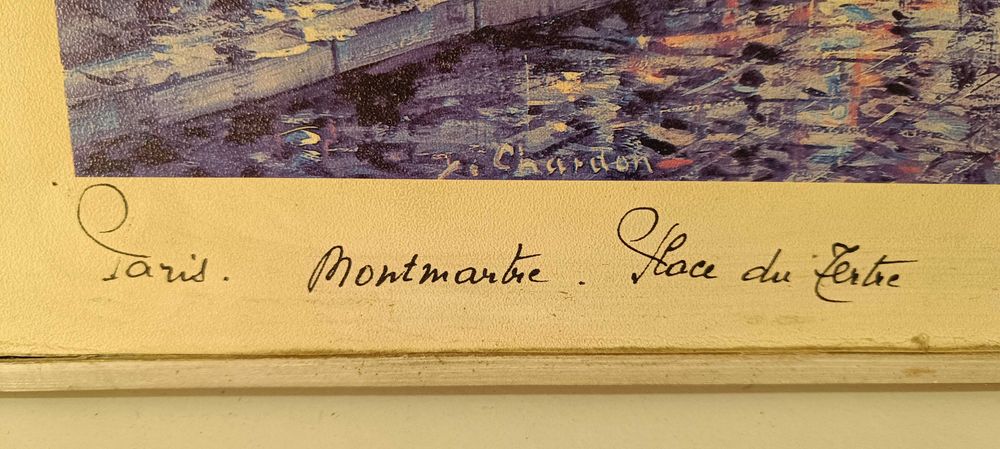 Y. Chardon
Paris. Montmartre. Place du Tertre